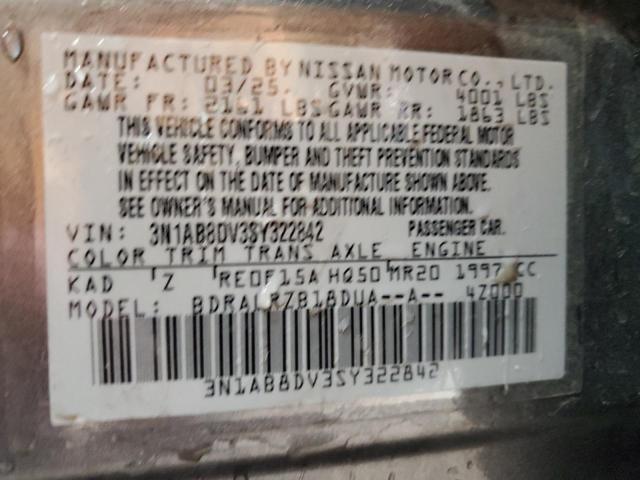 MANUFACTURED BY NISSAN MOTOR CO., LTD.
DATE: 03/25. GVWR: 4001 LBS
GAWR FR: 2161 LBS GAWR RR: 1863 LBS
THIS VEHICLE CONFORMS TO ALL APPLICABLE FEDERAL MOTOR
VEHICLE SAFETY, BUMPER AND THEFT PREVENTION STANDARDS
IN EFFECT ON THE DATE OF MANUFACTURE SHOWN ABOVE.
SEE OWNER'S MANUAL FOR ADDITIONAL INFORMATION.
VIN: 3N1AB8DV3SY322842 PASSENGER CAR.
COLOR TRIM TRANS AXLE ENGINE
KAD Z RE0F15A HQ50 MR20 1997 CC
MODEL: 4Z000
3N1AB8DV3SY322842